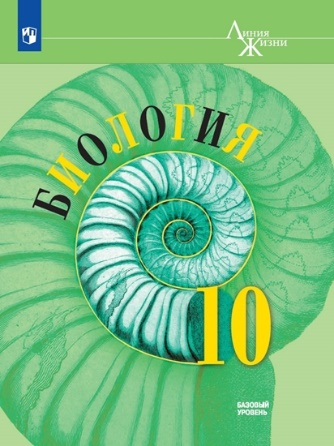 Линия
Жизни
БИОЛОГИЯ
10
БАЗОВЫЙ
УРОВЕНЬ